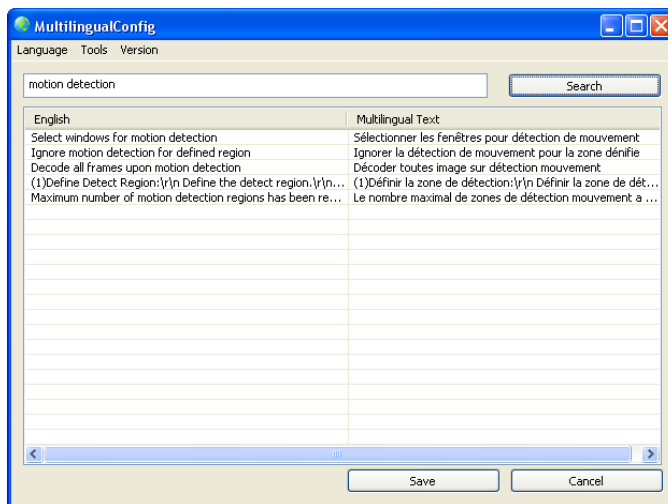 MultilingualConfig
Language Tools Version
motion detection Search
English Multilingual Text
Select windows for motion detection Sélectionner les fenêtres pour détection de mouvement
Ignore motion detection for defined region Ignorer la détection de mouvement pour la zone dénifie
Decode all frames upon motion detection Décoder toutes image sur détection mouvement
(1)Define Detect Region:\r\n Define the detect region.\r\n... (1)Définir la zone de détection:\r\n Définir la zone de dét...
Maximum number of motion detection regions has been re... Le nombre maximal de zones de détection mouvement a ...
Save Cancel